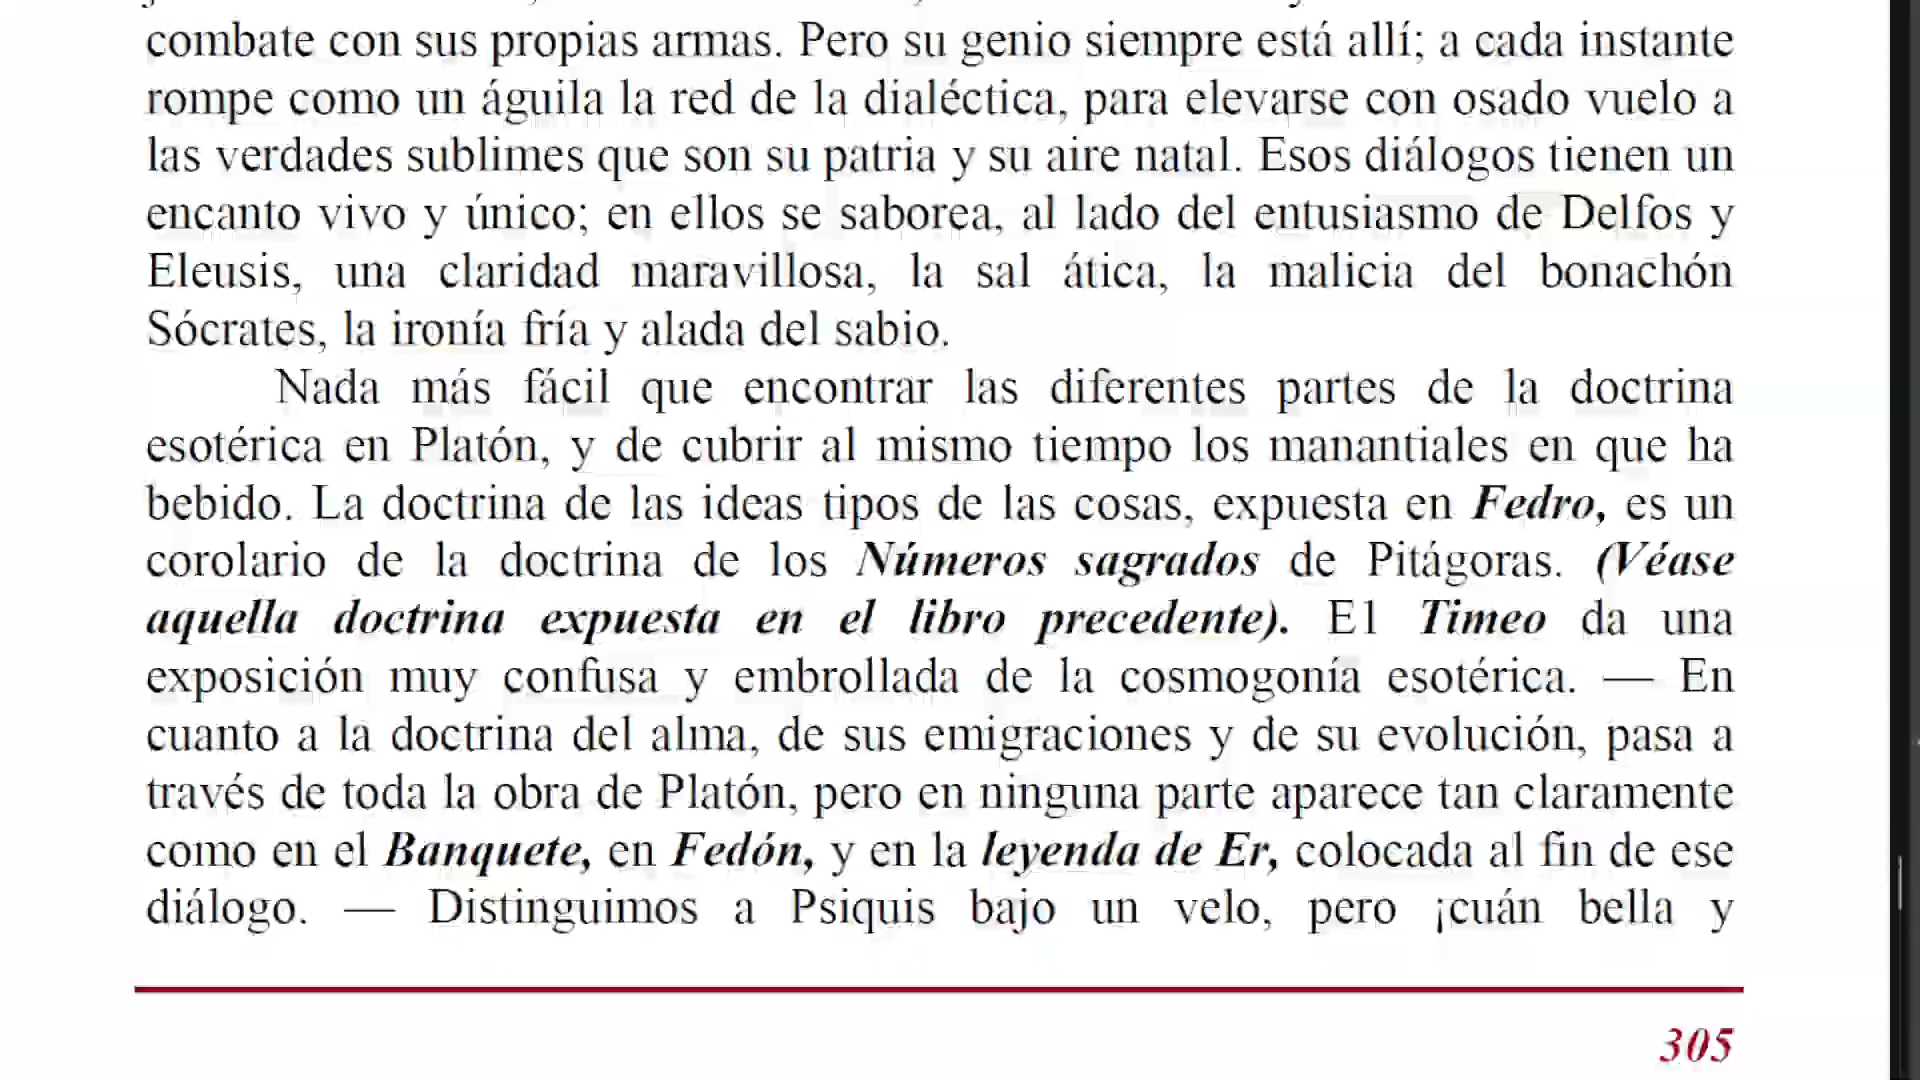 combate con sus propias armas. Pero su genio siempre está allí; a cada instante
rompe como un águila la red de la dialéctica, para elevarse con osado vuelo a
las verdades sublimes que son su patria y su aire natal. Esos diálogos tienen un
encanto vivo y único; en ellos se saborea, al lado del entusiasmo de Delfos y
Eleusis, una claridad maravillosa, la sal ática, la malicia del bonachón
Sócrates, la ironía fría y alada del sabio.
Nada más fácil que encontrar las diferentes partes de la doctrina
esotérica en Platón, y de cubrir al mismo tiempo los manantiales en que ha
bebido. La doctrina de las ideas tipos de las cosas, expuesta en Fedro, es un
corolario de la doctrina de los Números sagrados de Pitágoras. (Véase
aquella doctrina expuesta en el libro precedente). El Timeo da una
exposición muy confusa y embrollada de la cosmogonía esotérica. — En
cuanto a la doctrina del alma, de sus emigraciones y de su evolución, pasa a
través de toda la obra de Platón, pero en ninguna parte aparece tan claramente
como en el Banquete, en Fedón, y en la leyenda de Er, colocada al fin de ese
diálogo. — Distinguimos a Psiquis bajo un velo, pero ¡cuán bella y
305